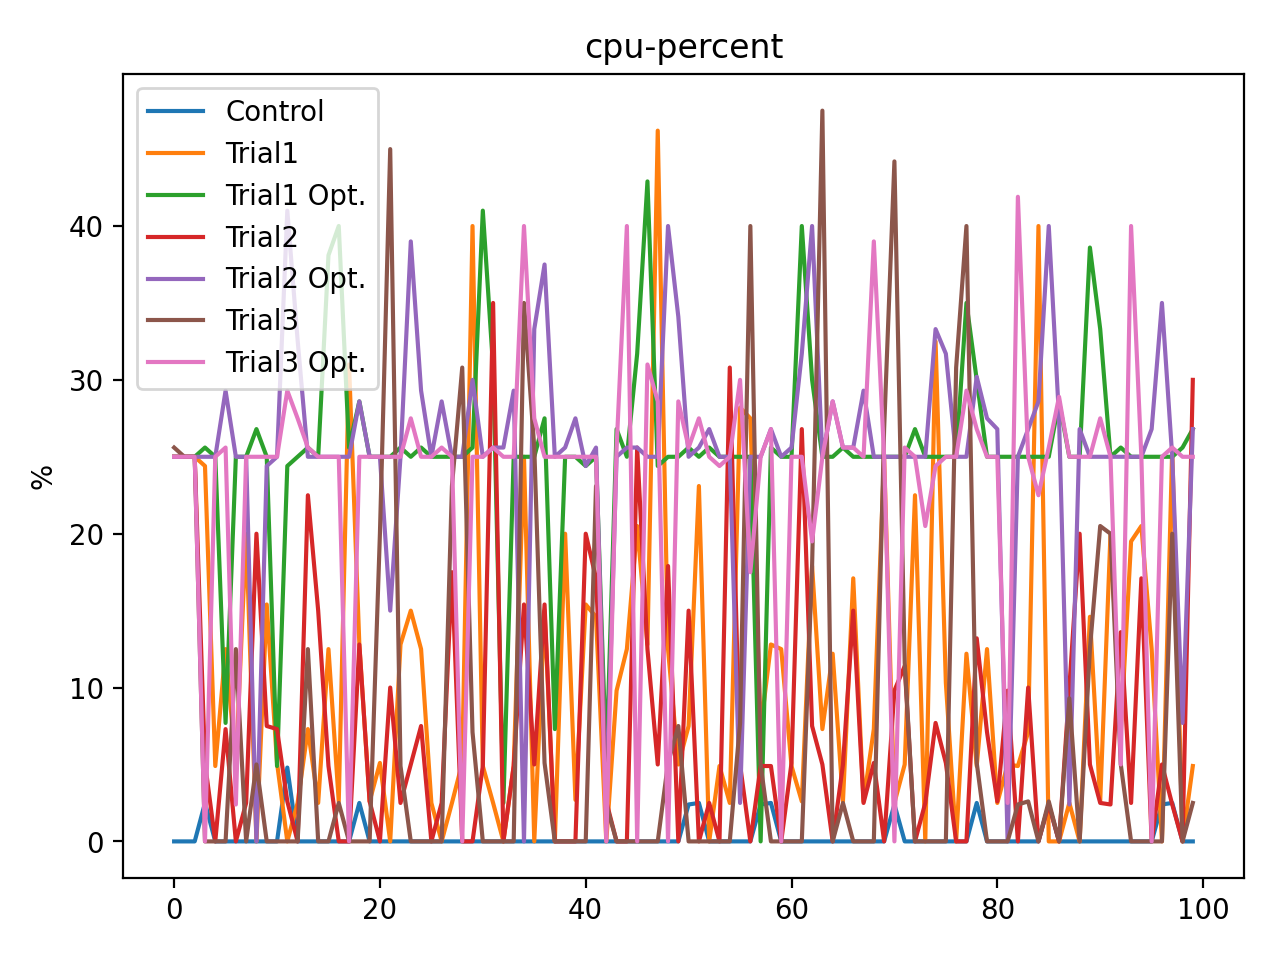 cpu-percent
Control
Trial1
Trial1 Opt.
Trial2
Trial2 Opt.
Trial3
Trial3 Opt.
%
40
30
20
10
0
0 20 40 60 80 100